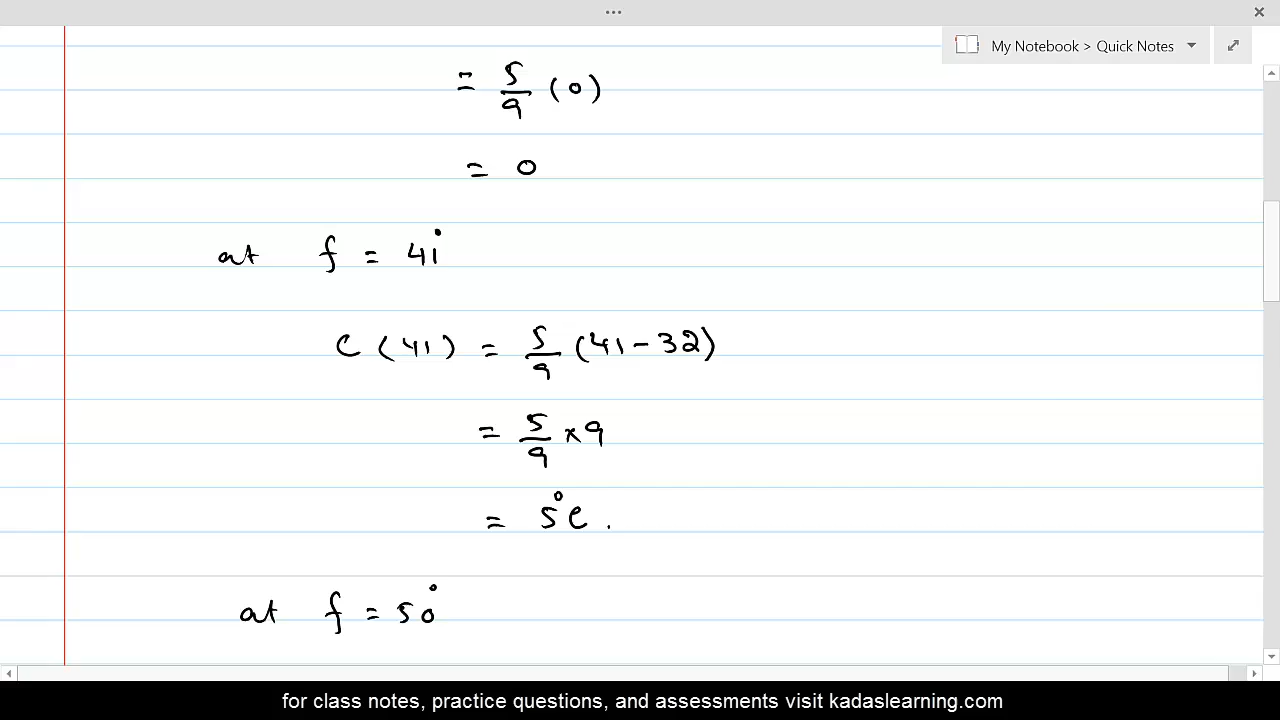 My Notebook > Quick Notes
= 5/9 (0)
= 0
at f = 41°
C (41) = 5/9 (41 - 32)
= 5/9 × 9
= 5°C .
at f = 50°
for class notes, practice questions, and assessments visit kadaslearning.com